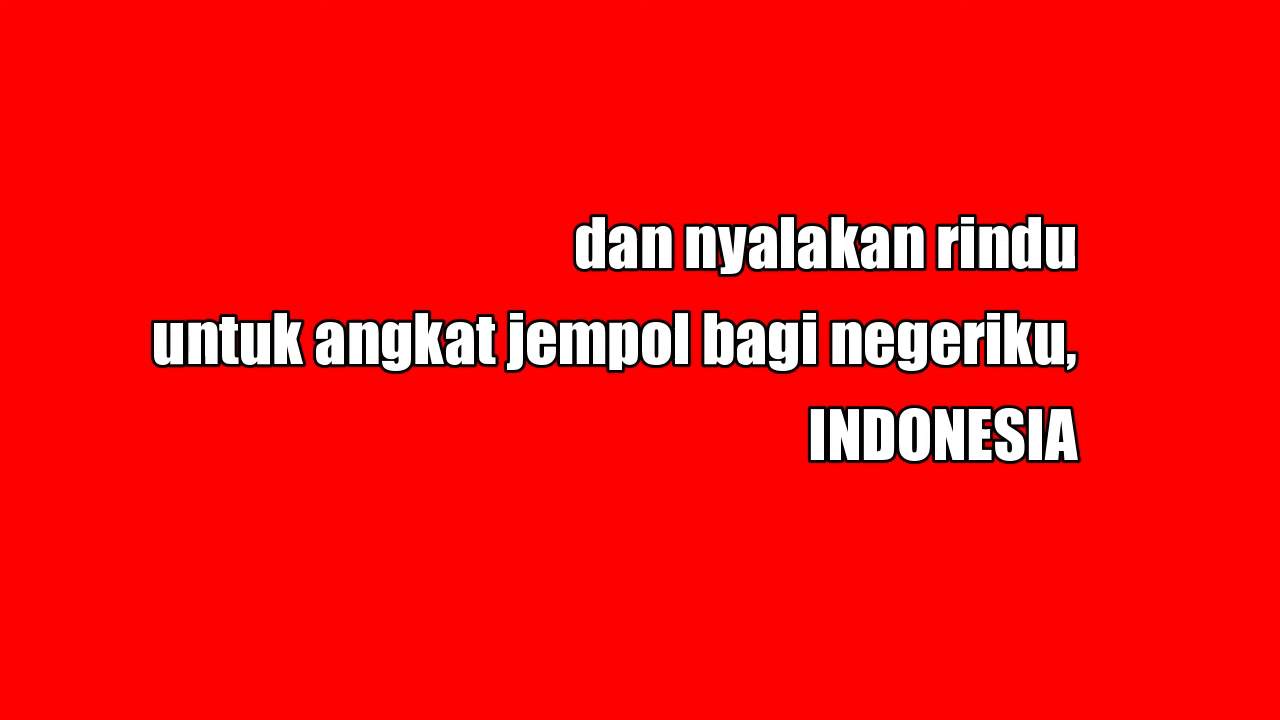 dan nyalakan rindu
untuk angkat jempol bagi negeriku,
INDONESIA